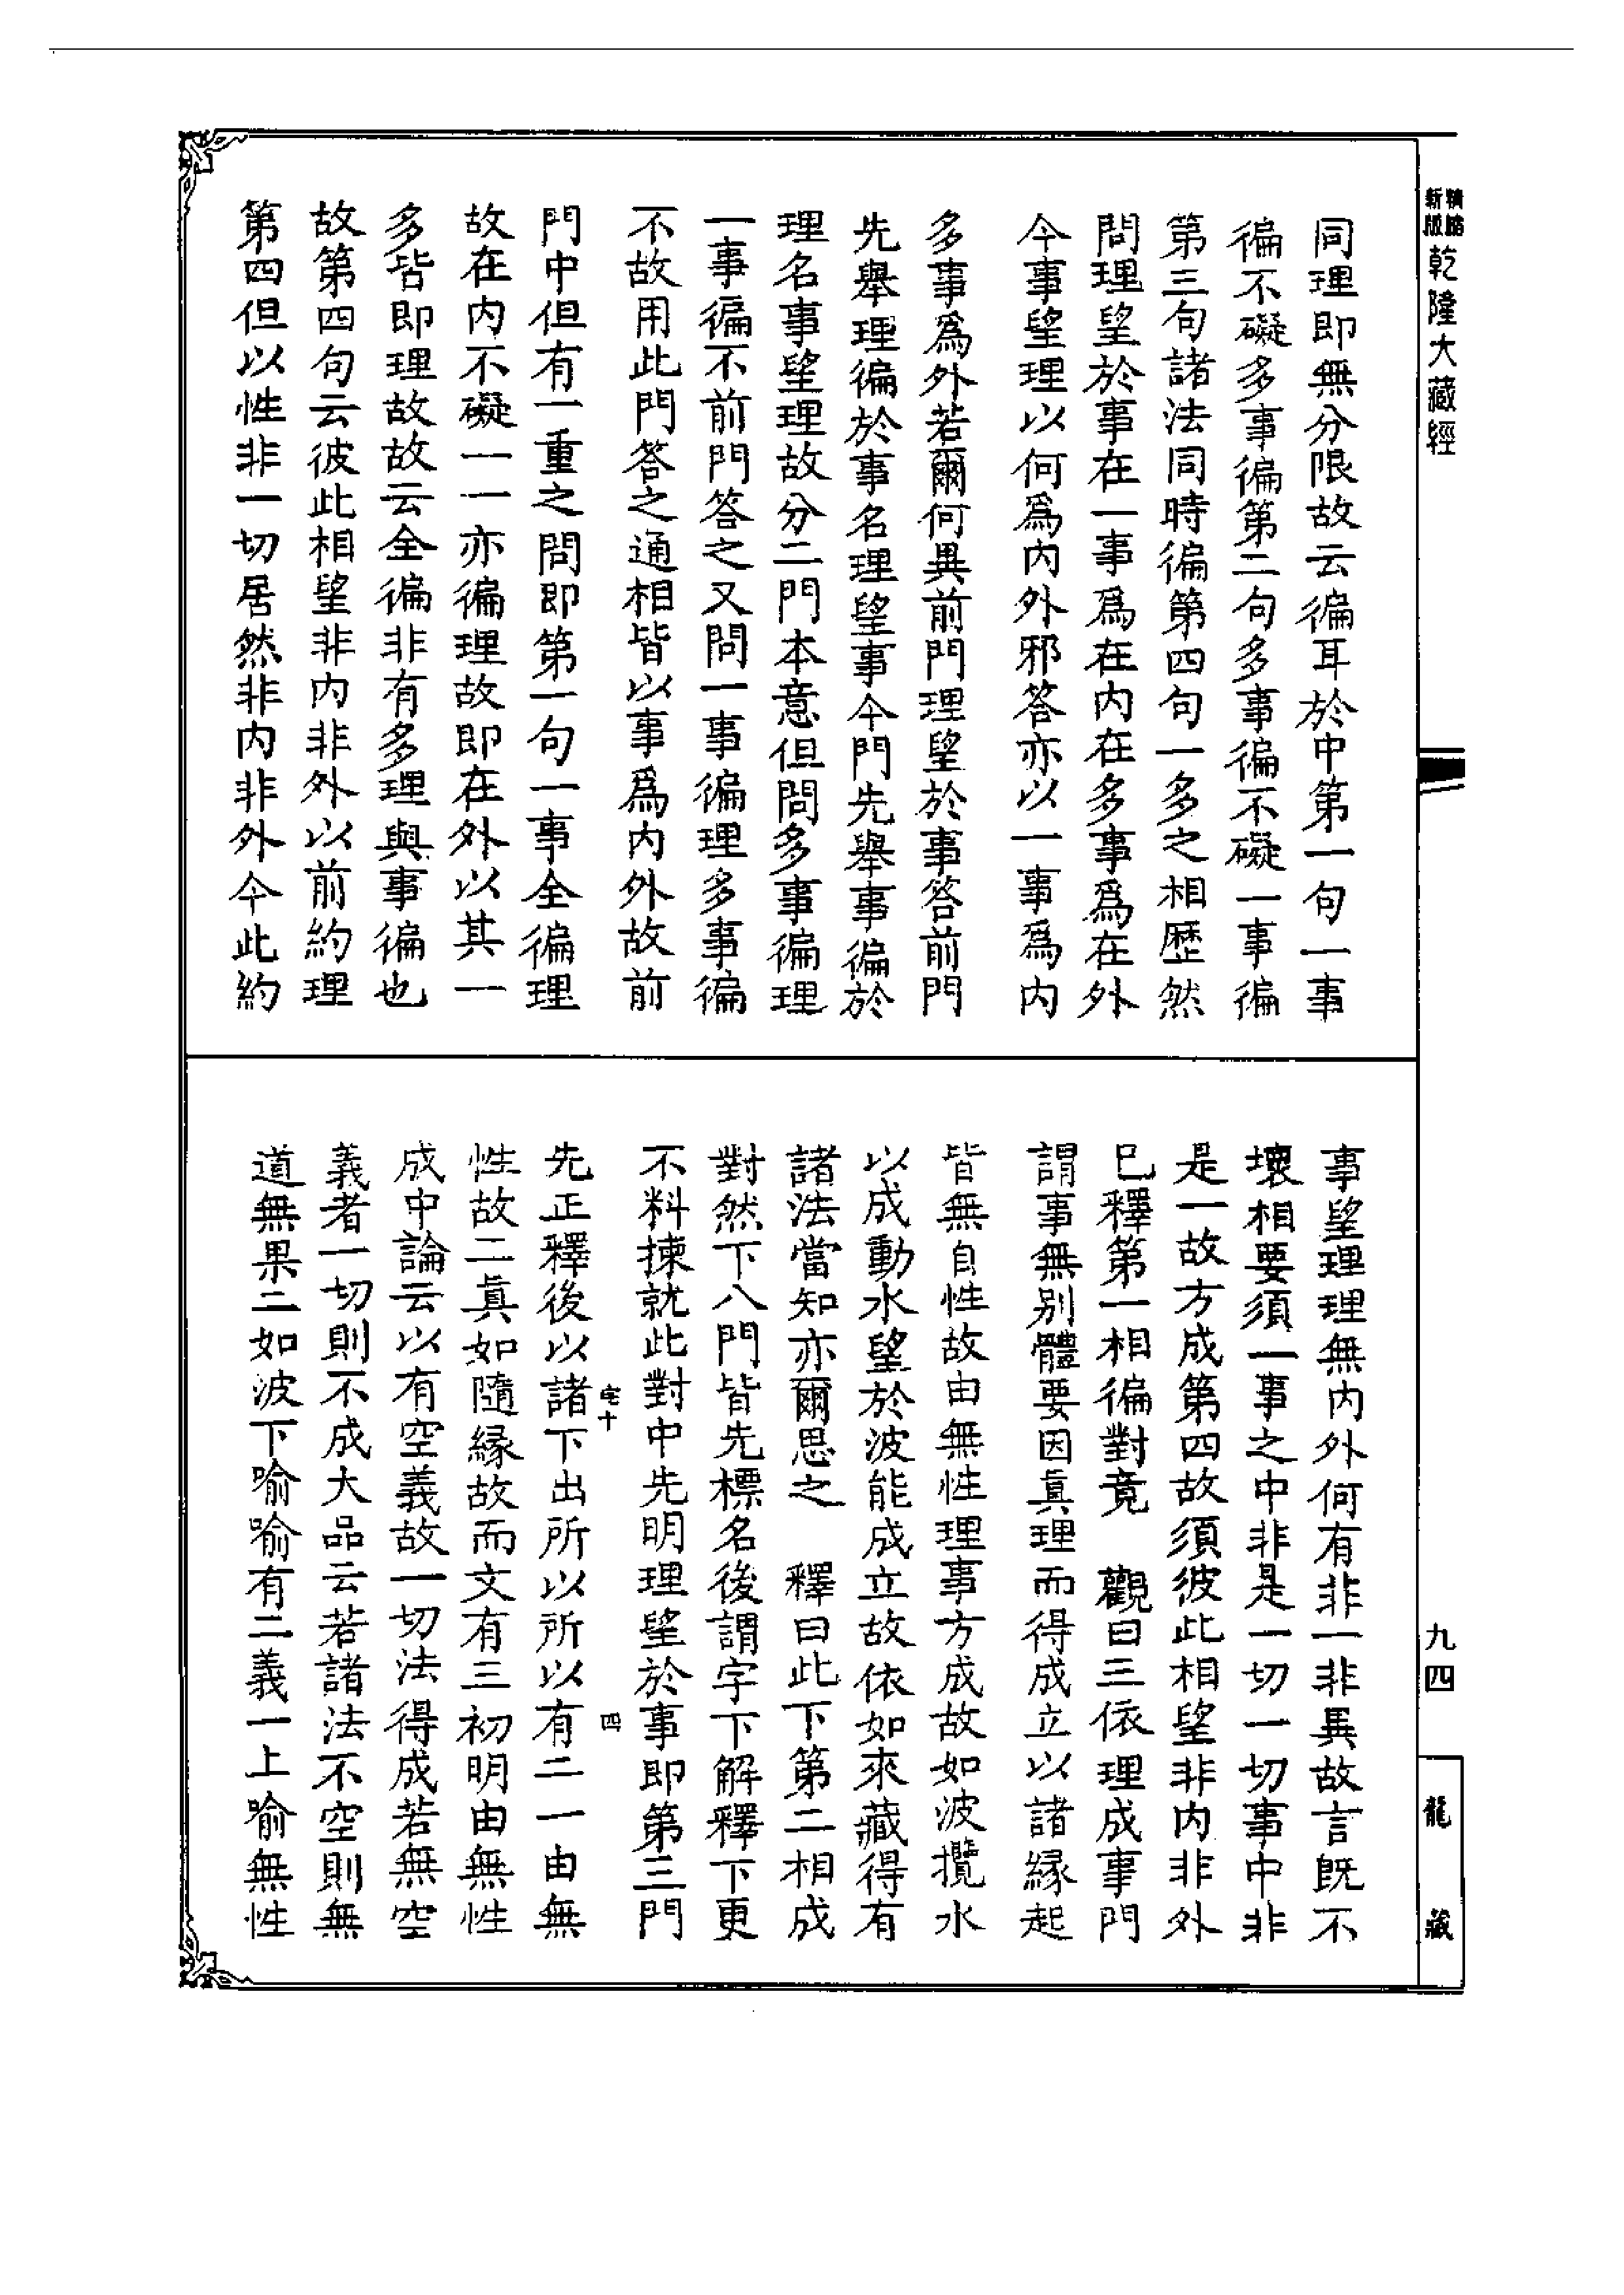 新版
精縮
乾隆大藏經
同理即無分限故云徧耳於中第一句一事
徧不礙多事徧第二句多事徧不礙一事徧
第三句諸法同時徧第四句一多之相歷然
問理望於事在一事爲在內在多事爲在外
今事望理以何爲內外邪答亦以一事爲內
多事爲外若爾何異前門理望於事答前門
先舉理徧於事名理望事今門先舉事徧於
理名事望理故分二門本意但問多事徧理
一事徧不前門答之又問一事徧理多事徧
不故用此門答之通相皆以事爲內外故前
門中但有一重之問即第一句一事全徧理
故在內不礙一一亦徧理故即在外以其一
多皆即理故故云全徧非有多理與事徧也
故第四句云彼此相望非內非外以前約理
第四但以性非一切居然非內非外今此約
事望理理無內外何有非一非異故言既不
壞相要須一事之中非是一切一切事中非
是一故方成第四故須彼此相望非內非外
巳釋第一相徧對竟　觀曰三依理成事門
謂事無別體要因眞理而得成立以諸緣起
皆無自性故由無性理事方成故如波攬水
以成動水望於波能成立故依如來藏得有
諸法當知亦爾思之　釋曰此下第二相成
對然下八門皆先標名後謂字下解釋下更
不料揀就此對中先明理望於事即第三門
宅十　四
先正釋後以諸下出所以所以有二一由無
性故二眞如隨緣故而文有三初明由無性
成中論云以有空義故一切法得成若無空
義者一切則不成大品云若諸法不空則無
道無果二如波下喻喻有二義一上喻無性
九四
龍藏